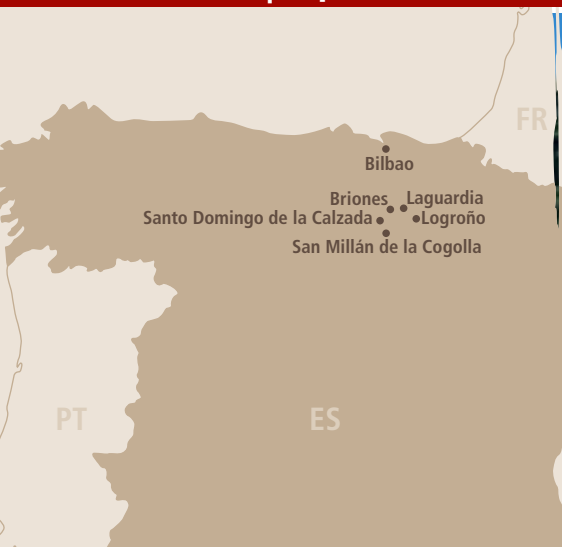 FR
Bilbao
Briones
Laguardia
Santo Domingo de la Calzada
Logroño
San Millán de la Cogolla
PT
ES